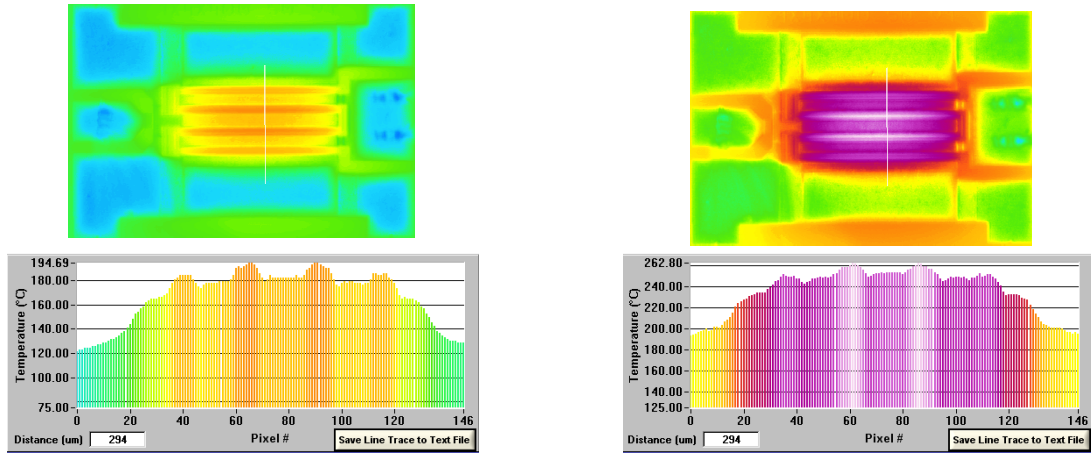 194.69
180.00
160.00
140.00
120.00
100.00
75.00
Temperature (°C)
0 20 40 60 80 100 120 146
Distance (um) 294 Pixel # Save Line Trace to Text File
262.80
240.00
220.00
200.00
180.00
160.00
140.00
125.00
Temperature (°C)
0 20 40 60 80 100 120 146
Distance (um) 294 Pixel # Save Line Trace to Text File